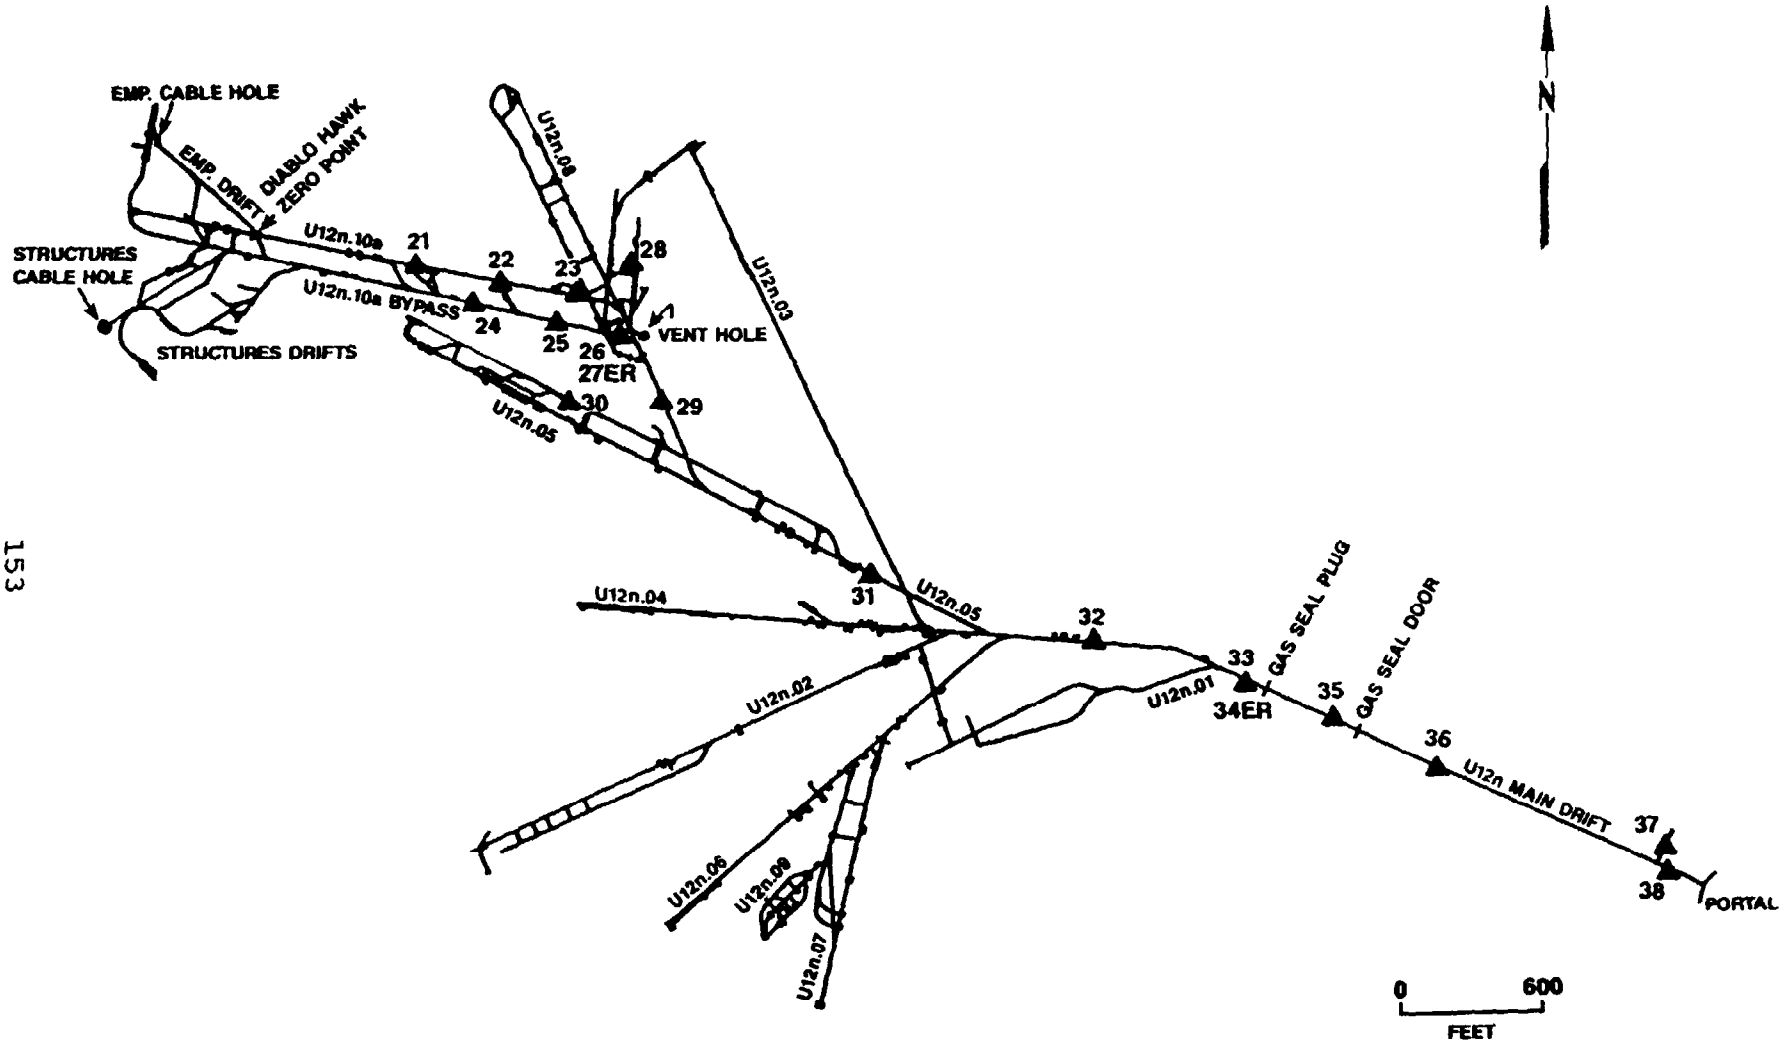 N
EMP. CABLE HOLE
EMP. DRIFT
DIABLO HAWK
ZERO POINT
U12n.08
STRUCTURES
CABLE HOLE
U12n.10a
21
22
23
28
U12n.03
U12n.10a BYPASS
24
25
26
27ER
VENT HOLE
STRUCTURES DRIFTS
30
29
U12n.05
153
31
U12n.05
U12n.04
32
33
34ER
GAS SEAL PLUG
35
GAS SEAL DOOR
U12n.01
U12n.02
36
U12n MAIN DRIFT
37
38
PORTAL
U12n.06
U12n.09
U12n.07
0 600
FEET